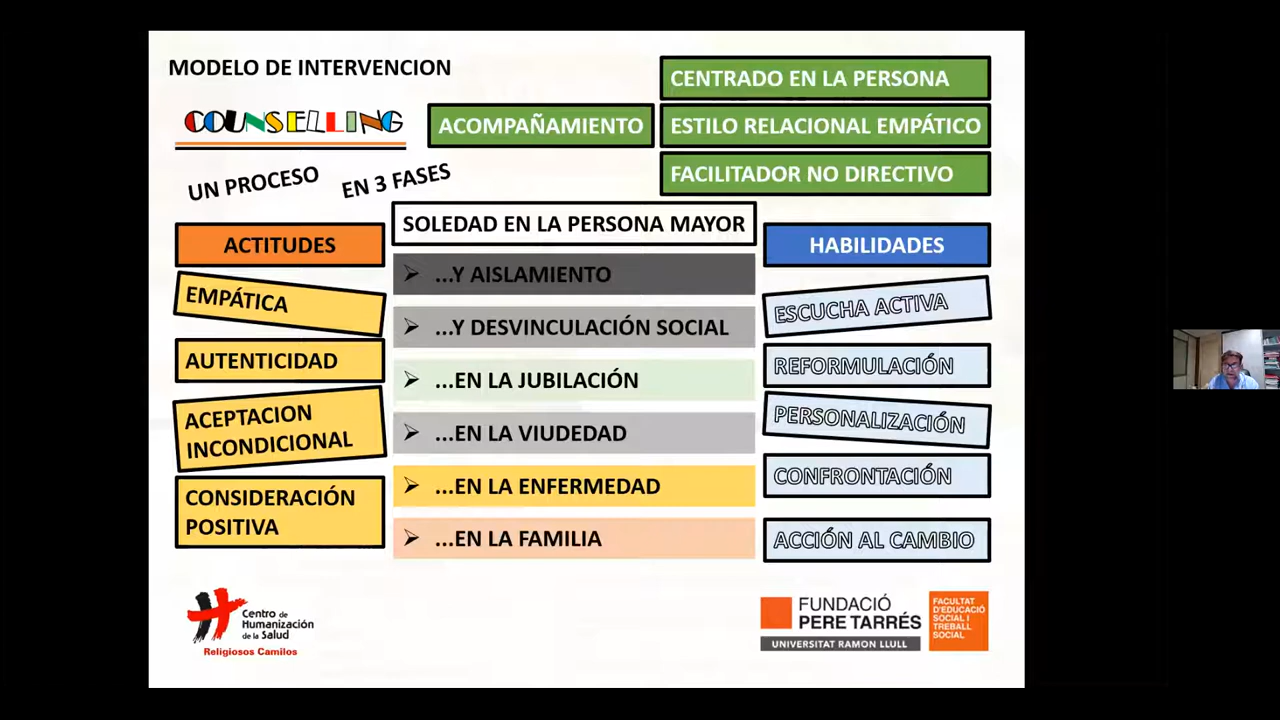 MODELO DE INTERVENCION
COUNSELLING
UN PROCESO
EN 3 FASES
ACOMPAÑAMIENTO
CENTRADO EN LA PERSONA
ESTILO RELACIONAL EMPÁTICO
FACILITADOR NO DIRECTIVO
ACTITUDES
EMPÁTICA
AUTENTICIDAD
ACEPTACION
INCONDICIONAL
CONSIDERACIÓN
POSITIVA
SOLEDAD EN LA PERSONA MAYOR
...Y AISLAMIENTO
...Y DESVINCULACIÓN SOCIAL
...EN LA JUBILACIÓN
...EN LA VIUDEDAD
...EN LA ENFERMEDAD
...EN LA FAMILIA
HABILIDADES
ESCUCHA ACTIVA
REFORMULACIÓN
PERSONALIZACIÓN
CONFRONTACIÓN
ACCIÓN AL CAMBIO
Centro de
Humanización
de la Salud
Religiosos Camilos
FUNDACIÓ
PERE TARRÉS
UNIVERSITAT RAMON LLULL
FACULTAT
D'EDUCACIÓ
SOCIAL I
TREBALL
SOCIAL